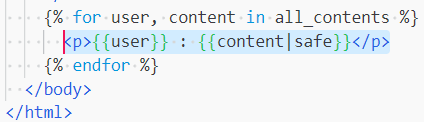 {% for user, content in all_contents %}
<p>{{user}} : {{content|safe}}</p>
{% endfor %}
</body>
</html>